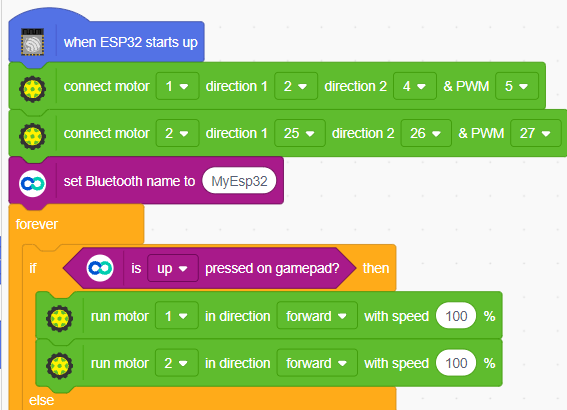 when ESP32 starts up
connect motor 1 direction 1 2 direction 2 4 & PWM 5
connect motor 2 direction 1 25 direction 2 26 & PWM 27
set Bluetooth name to MyEsp32
forever
if is up pressed on gamepad? then
run motor 1 in direction forward with speed 100 %
run motor 2 in direction forward with speed 100 %
else